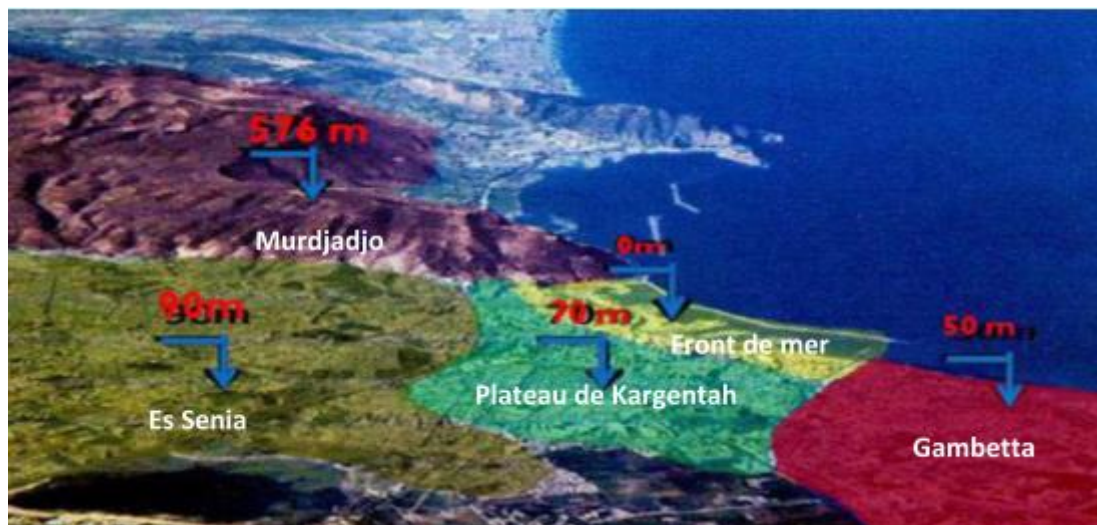 576 m
Murdjadjo
0m
90m
70m
50 m
Front de mer
Plateau de Kargentah
Es Senia
Gambetta